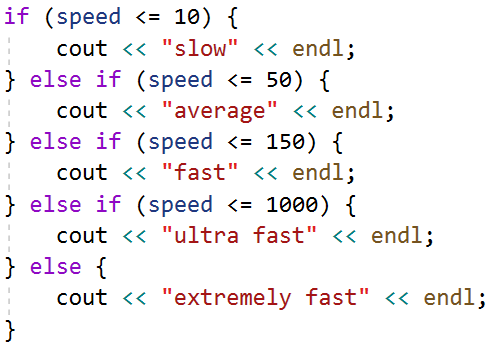 if (speed <= 10) {
    cout << "slow" << endl;
} else if (speed <= 50) {
    cout << "average" << endl;
} else if (speed <= 150) {
    cout << "fast" << endl;
} else if (speed <= 1000) {
    cout << "ultra fast" << endl;
} else {
    cout << "extremely fast" << endl;
}